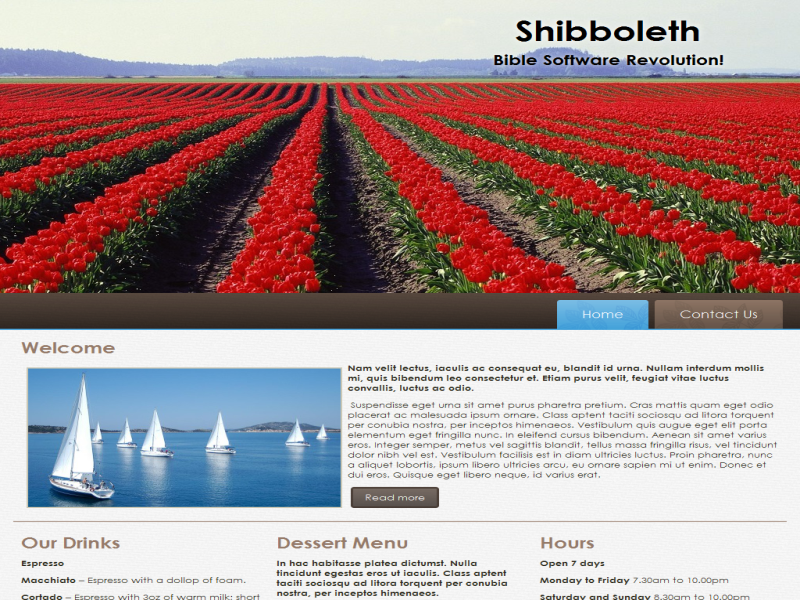 Shibboleth
Bible Software Revolution!
Home
Contact Us
Welcome
Nam velit lectus, iaculis ac consequat eu, blandit id urna. Nullam interdum mollis
mi, quis bibendum leo consectetur et. Etiam purus velit, feugiat vitae luctus
convallis, luctus ac odio.
Suspendisse eget urna sit amet purus pharetra pretium. Cras mattis quam eget odio
placerat ac malesuada ipsum ornare. Class aptent taciti sociosqu ad litora torquent
per conubia nostra, per inceptos himenaeos. Vestibulum quis augue eget elit porta
elementum eget fringilla nunc. In eleifend cursus bibendum. Aenean sit amet varius
eros. Integer semper, metus vel sagittis blandit, tellus massa fringilla risus, vel tincidunt
dolor nibh vel est. Vestibulum facilisis est in diam ultricies luctus. Proin pharetra, nunc
a aliquet lobortis, ipsum libero ultricies arcu, eu ornare sapien mi ut enim. Donec et
dui eros. Quisque eget libero neque, id varius erat.
Read more
Our Drinks
Espresso
Macchiato – Espresso with a dollop of foam.
Cortado – Espresso with 3oz of warm milk; short
Dessert Menu
In hac habitasse platea dictumst. Nulla
tincidunt egestas eros ut iaculis. Class aptent
taciti sociosqu ad litora torquent per conubia
nostra, per inceptos himenaeos.
Hours
Open 7 days
Monday to Friday 7.30am to 10.00pm
Saturday and Sunday 8.30am to 10.00pm